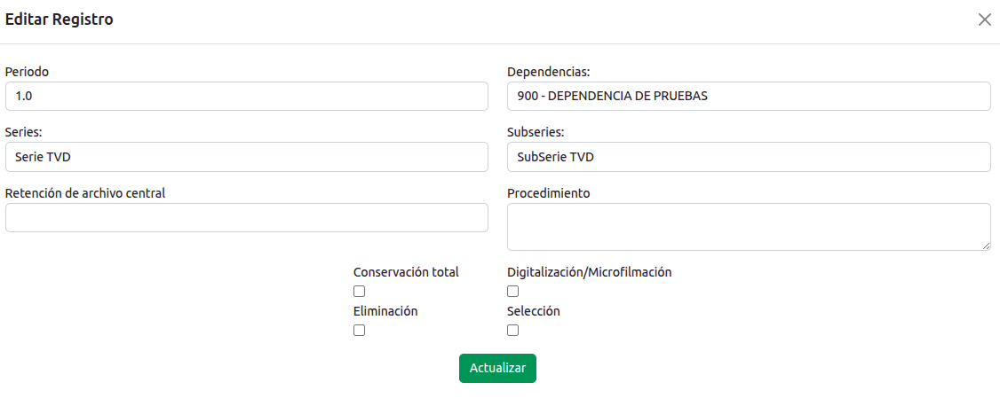 Editar Registro
Periodo
1.0
Dependencias:
900 - DEPENDENCIA DE PRUEBAS
Series:
Serie TVD
Subseries:
SubSerie TVD
Retención de archivo central
Procedimiento
Conservación total
Digitalización/Microfilmación
Eliminación
Selección
Actualizar